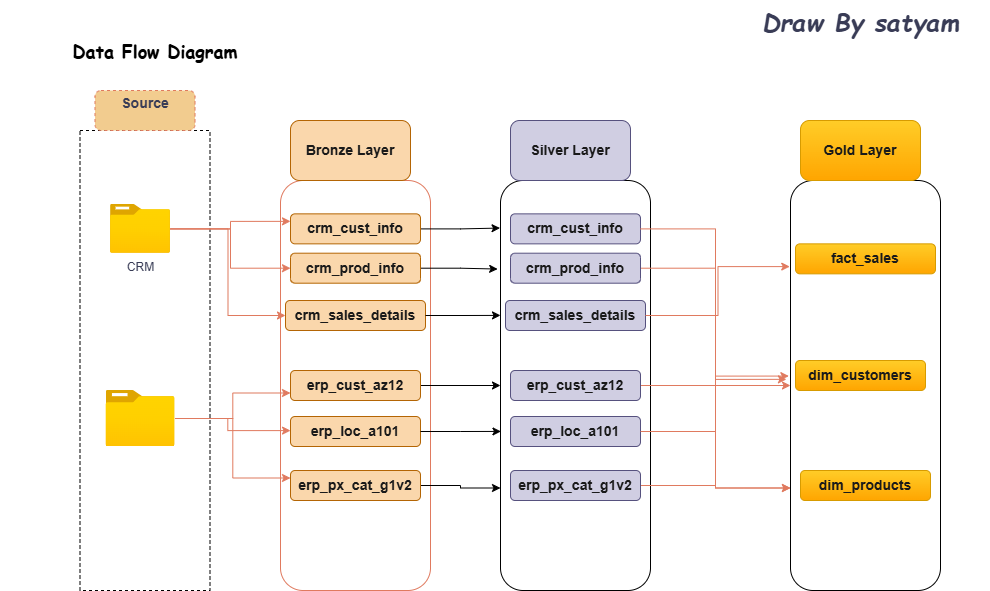 Draw By satyam
Data Flow Diagram
Source
Bronze Layer
Silver Layer
Gold Layer
CRM
crm_cust_info
crm_prod_info
crm_sales_details
erp_cust_az12
erp_loc_a101
erp_px_cat_g1v2
crm_cust_info
crm_prod_info
crm_sales_details
erp_cust_az12
erp_loc_a101
erp_px_cat_g1v2
fact_sales
dim_customers
dim_products